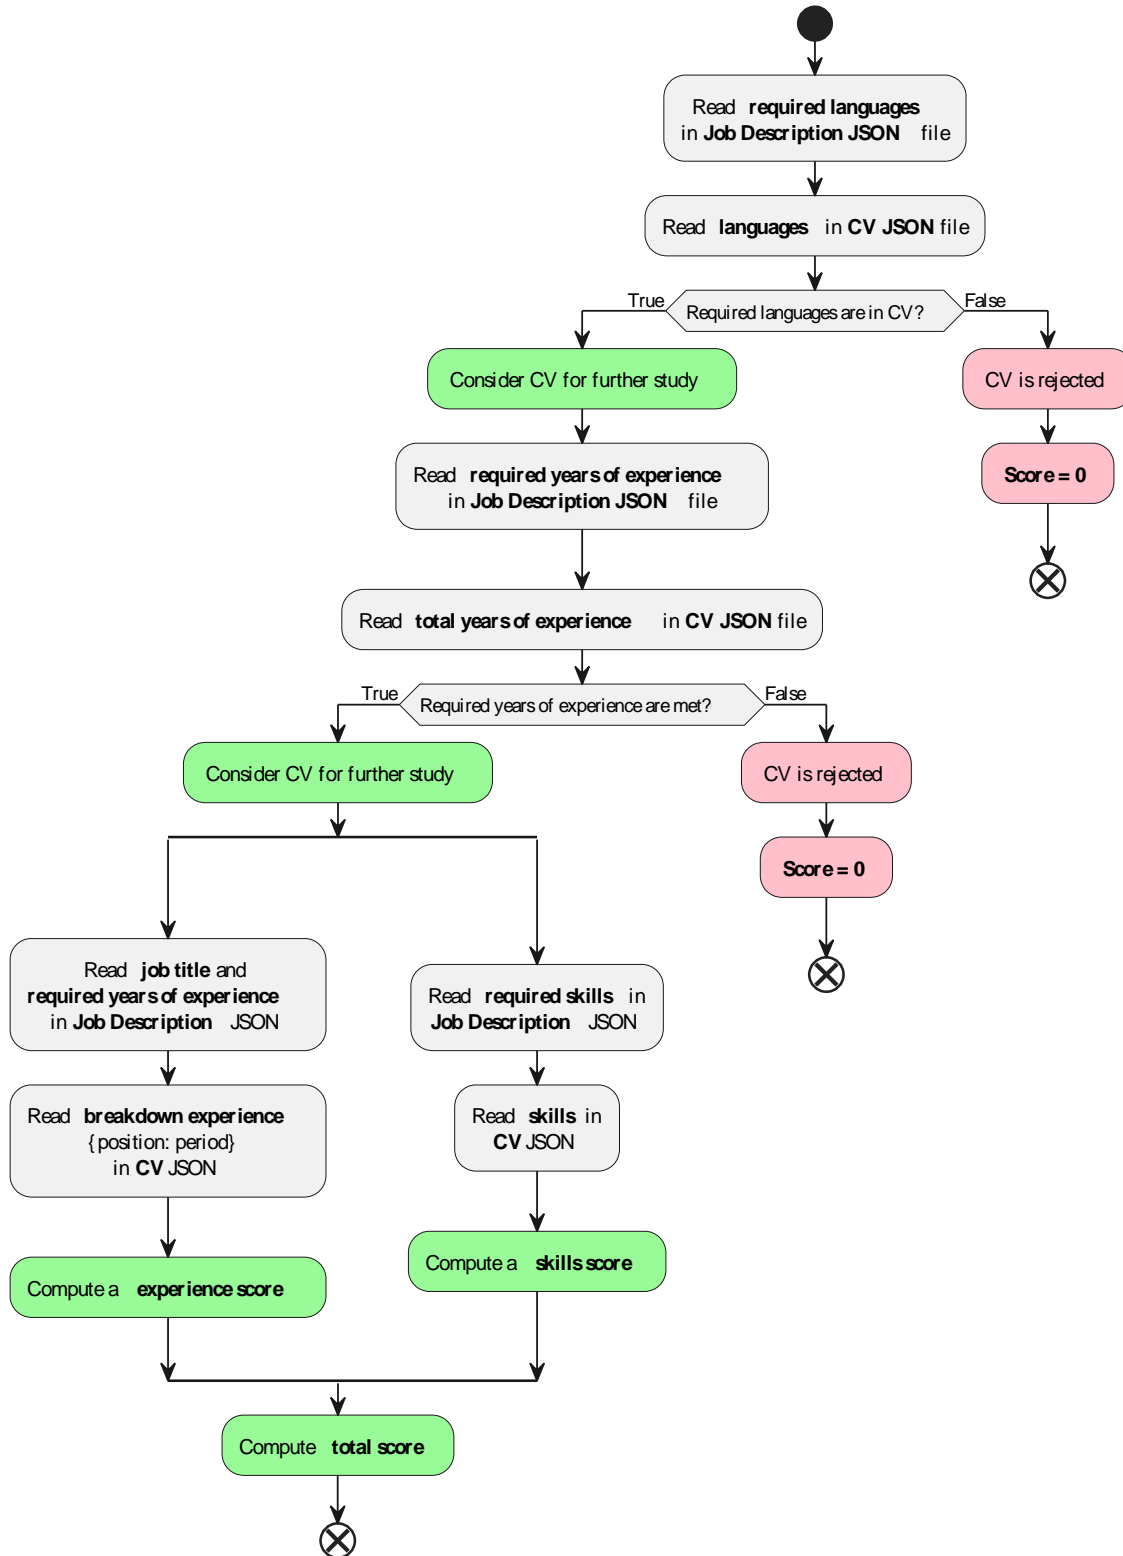 Read required languages
in Job Description JSON file
Read languages in CV JSON file
True
Required languages are in CV?
False
Consider CV for further study
CV is rejected
Read required years of experience
in Job Description JSON file
Score = 0
Read total years of experience in CV JSON file
True
Required years of experience are met?
False
Consider CV for further study
CV is rejected
Score = 0
Read job title and
required years of experience
in Job Description JSON
Read required skills in
Job Description JSON
Read breakdown experience
{position: period}
in CV JSON
Read skills in
CV JSON
Compute a experience score
Compute a skills score
Compute total score